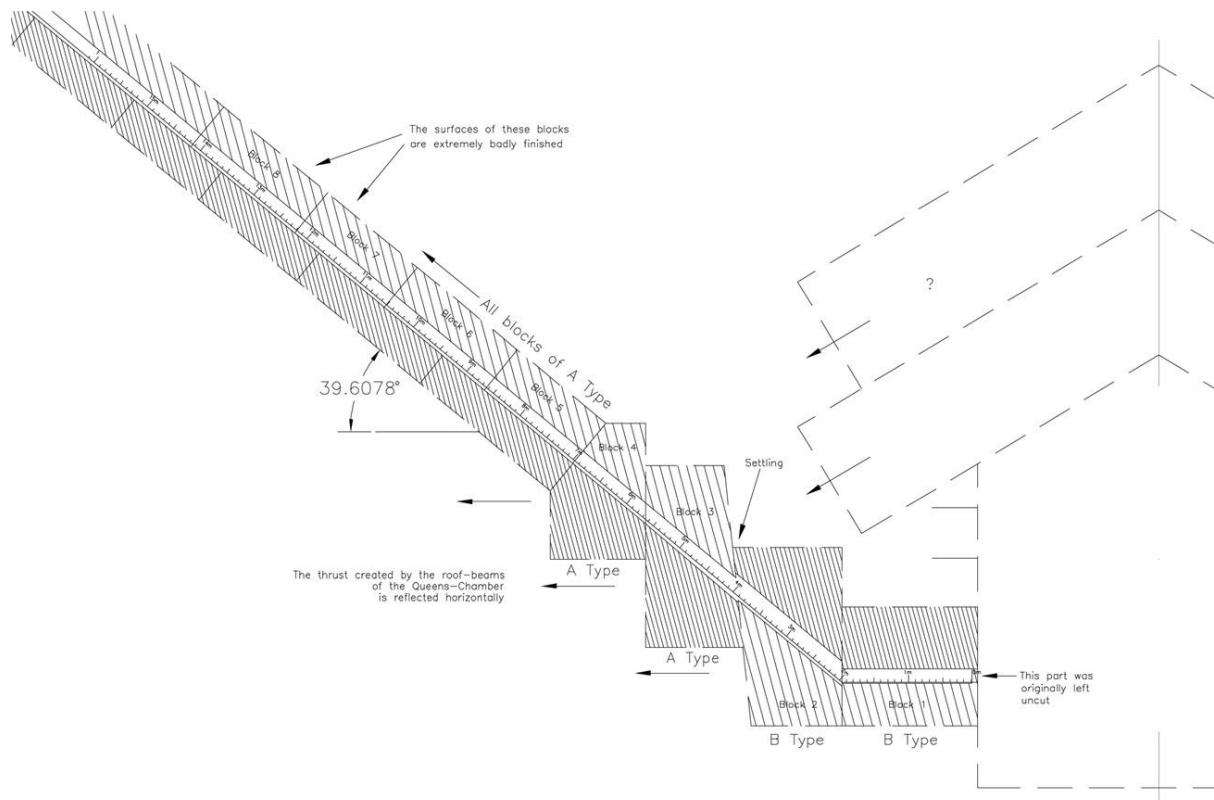 The surfaces of these blocks
are extremely badly finished
Block 8
Block 7
?
Block 6
All blocks of A Type
39.6078°
Block 5
Block 4
Settling
Block 3
The thrust created by the roof-beams
of the Queens-Chamber
is reflected horizontally
A Type
A Type
This part was
originally left
uncut
1m
3m
Block 2
Block 1
B Type
B Type